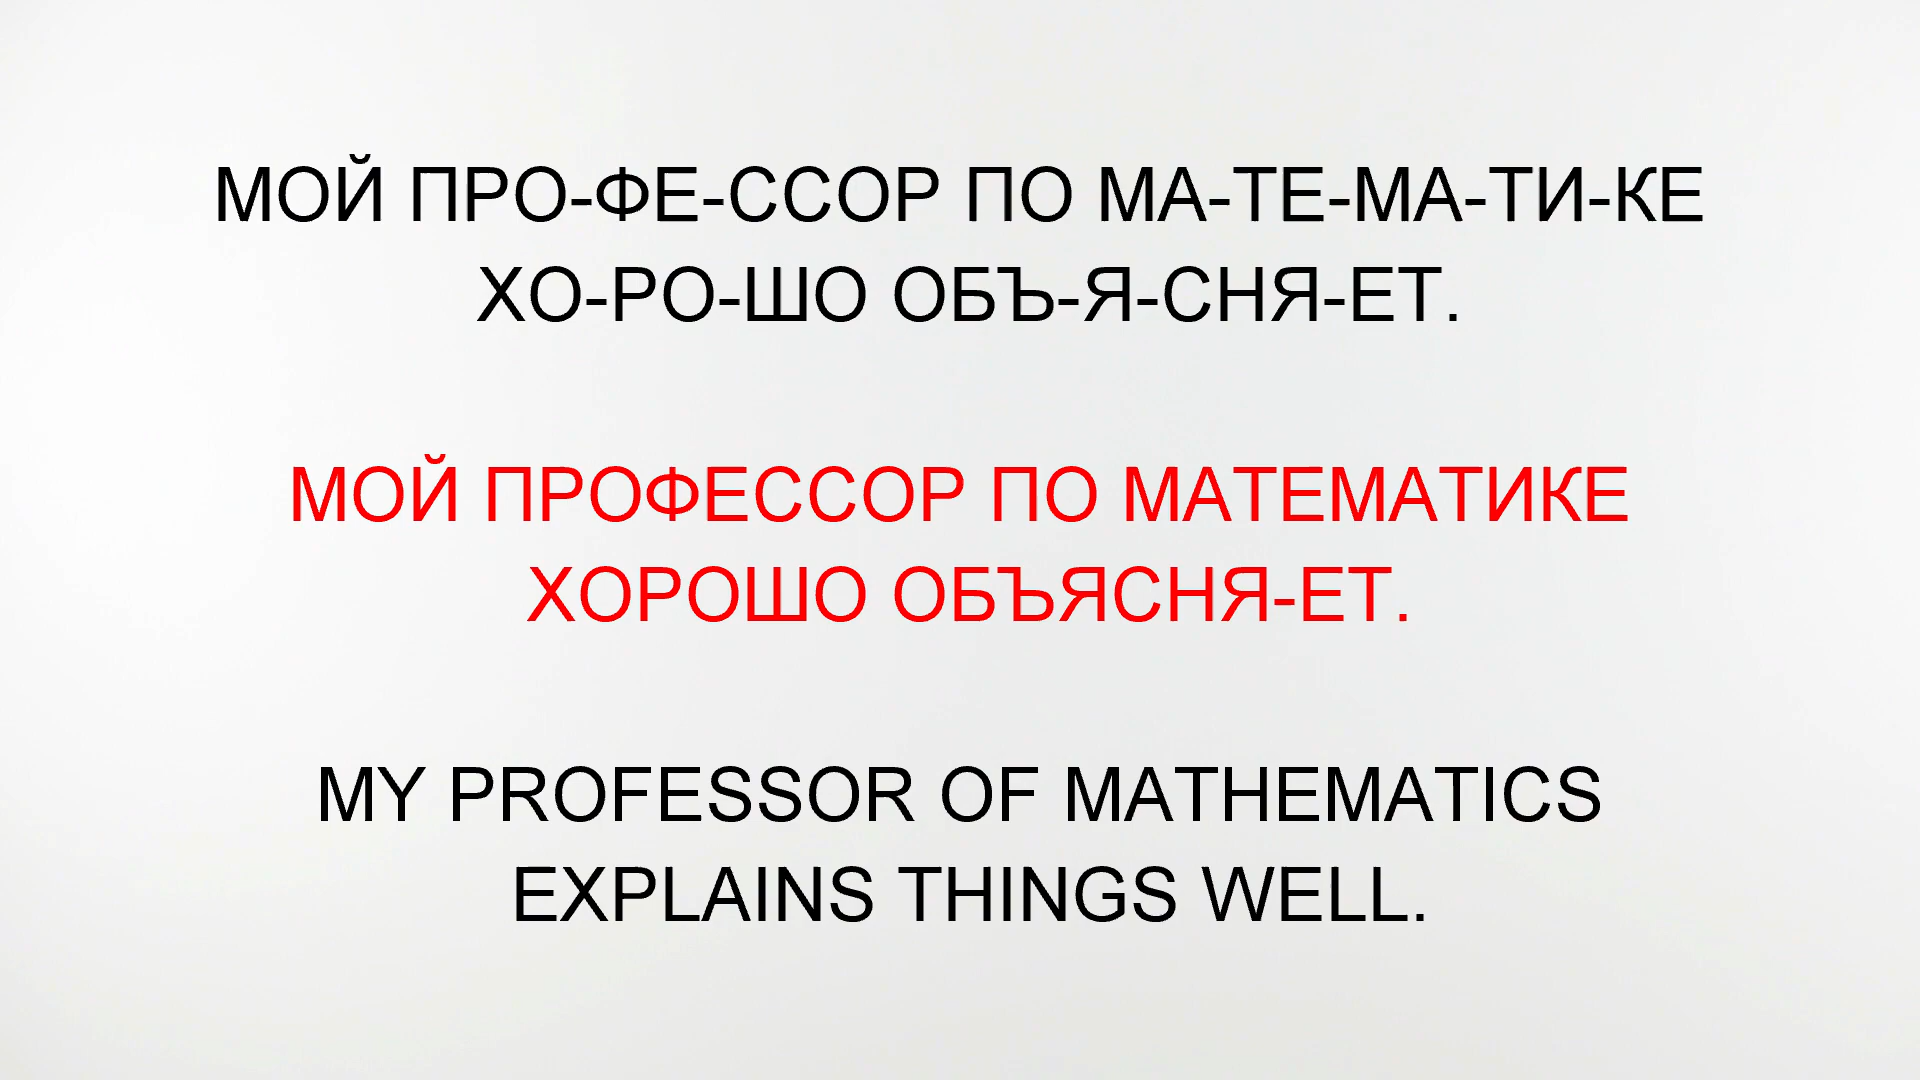 МОЙ ПРО-ФЕ-ССОР ПО МА-ТЕ-МА-ТИ-КЕ
ХО-РО-ШО ОБЪ-Я-СНЯ-ЕТ.
МОЙ ПРОФЕССОР ПО МАТЕМАТИКЕ
ХОРОШО ОБЪЯСНЯ-ЕТ.
MY PROFESSOR OF MATHEMATICS
EXPLAINS THINGS WELL.